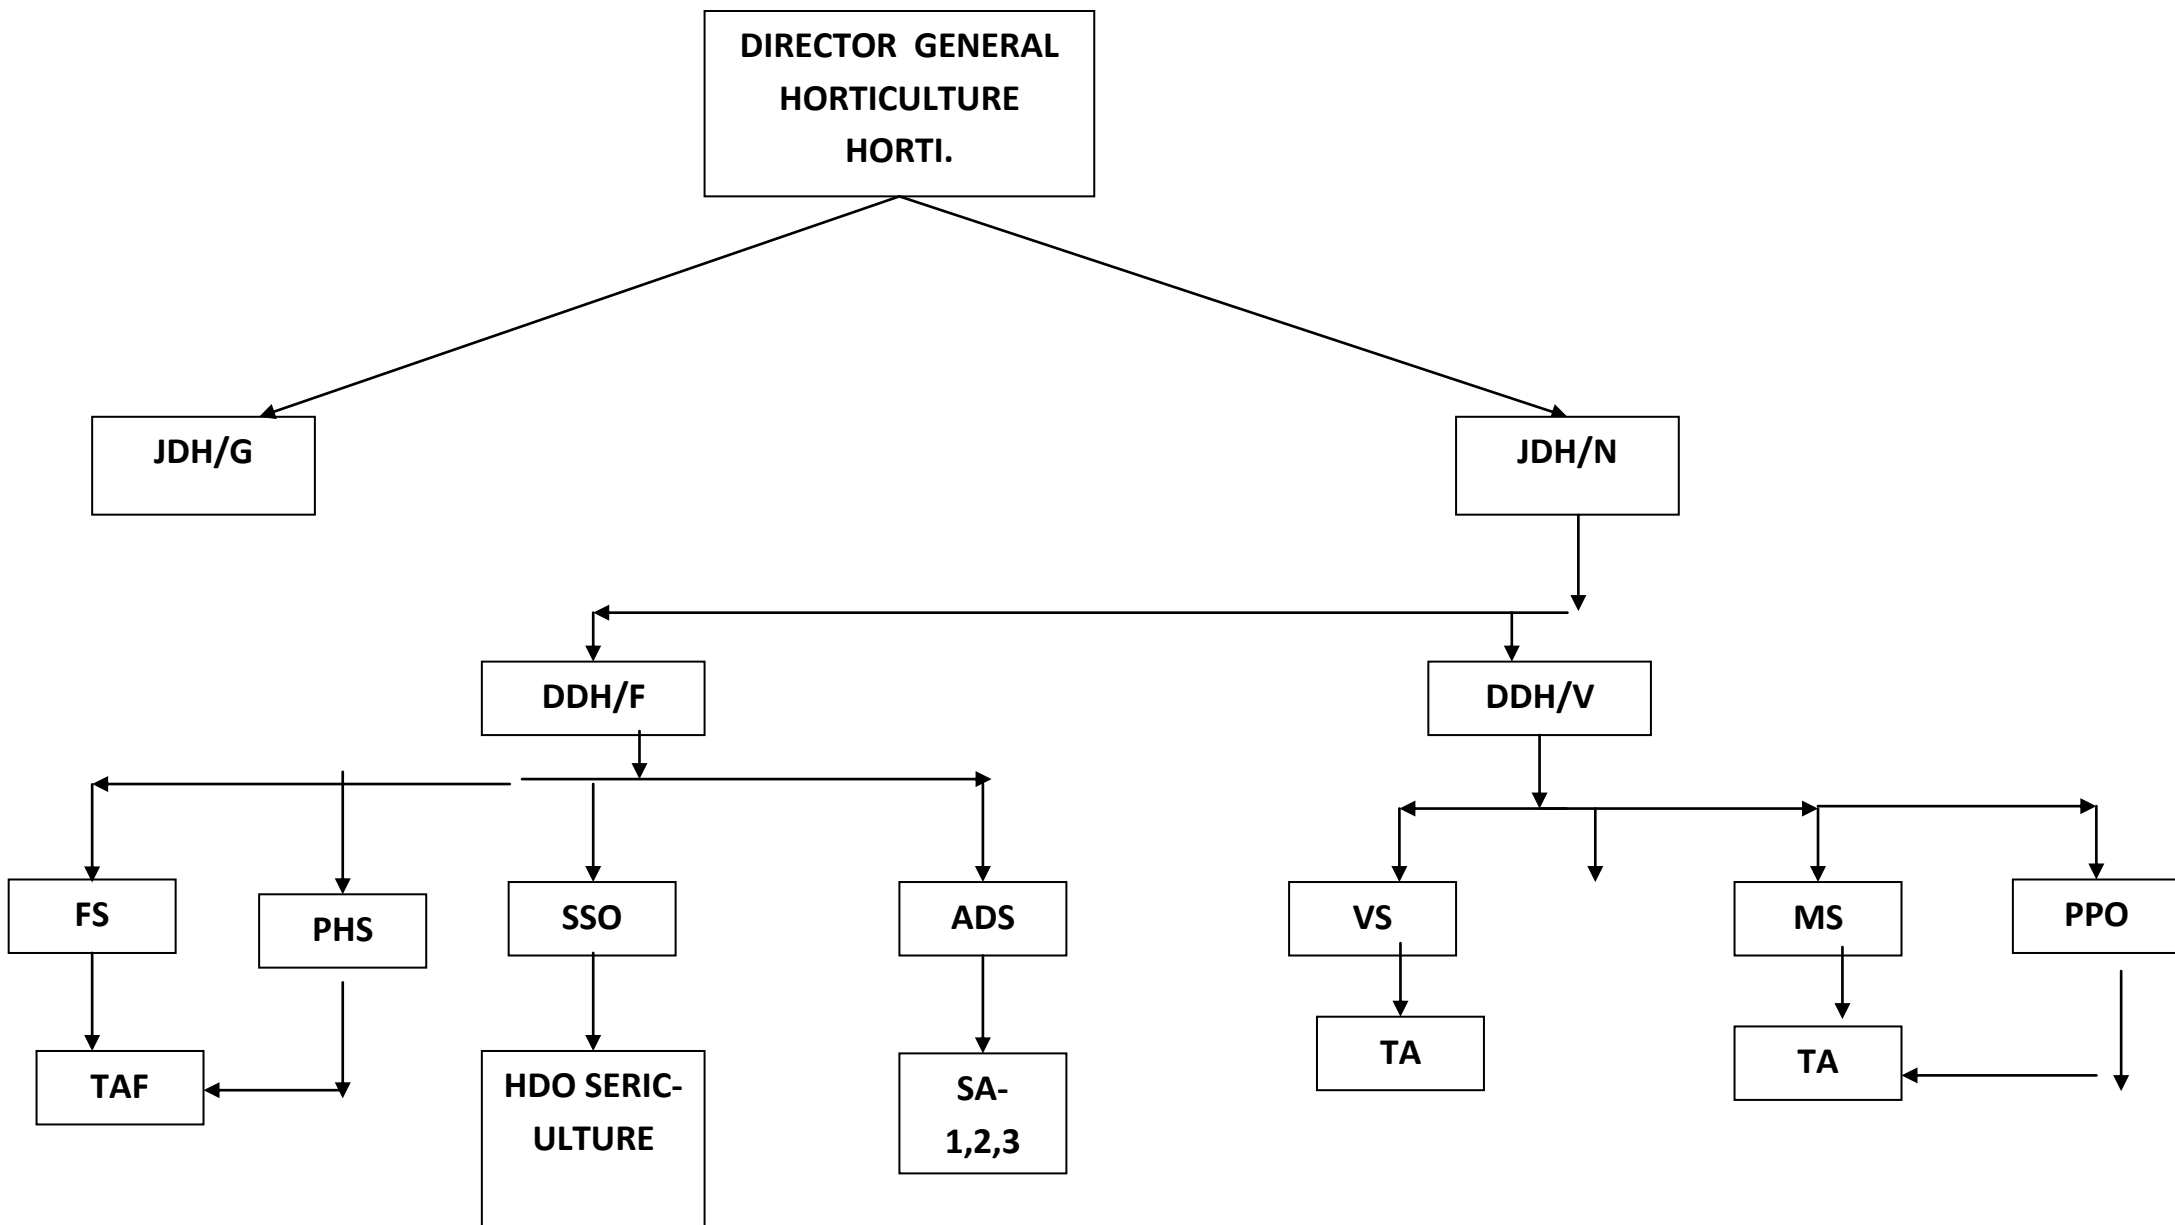 DIRECTOR GENERAL
HORTICULTURE
HORTI.
JDH/G
JDH/N
DDH/F
DDH/V
FS
PHS
SSO
ADS
VS
MS
PPO
TAF
HDO SERIC-
ULTURE
SA-
1,2,3
TA
TA